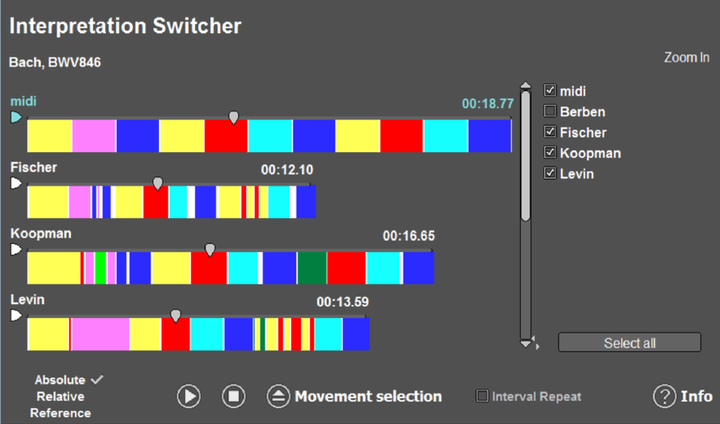 Interpretation Switcher
Bach, BWV846
Zoom In
midi
00:18.77
midi
Berben
Fischer
Koopman
Levin
Fischer
00:12.10
Koopman
00:16.65
Levin
00:13.59
Select all
Absolute
Relative
Reference
Movement selection
Interval Repeat
? Info